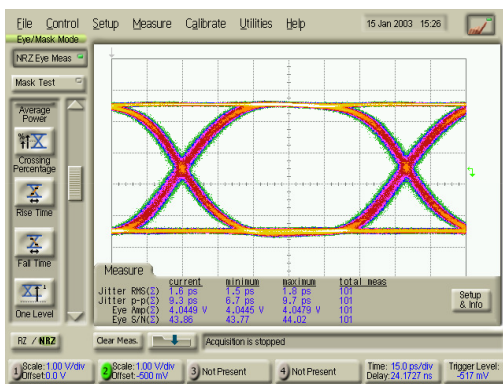 File Control Setup Measure Calibrate Utilities Help 15 Jan 2003 15:26
Eye/Mask Mode
NRZ Eye Meas
Mask Test
Average
Power
Crossing
Percentage
Rise Time
Fall Time
One Level
Measure
current minimum maximum total meas
Jitter RMS(Σ) 1.6 ps 1.5 ps 1.8 ps 101
Jitter p-p(Σ) 9.3 ps 6.7 ps 9.7 ps 101
Eye Amp(Σ) 4.0449 V 4.0445 V 4.0479 V 101
Eye S/N(Σ) 43.86 43.77 44.02 101
Setup
& Info
RZ / NRZ
Clear Meas.
Acquisition is stopped
1 Scale: 1.00 V/div
Offset:0.0 V
2 Scale: 1.00 V/div
Offset:-500 mV
3 Not Present
4 Not Present
Time: 15.0 ps/div
Delay:24.1727 ns
Trigger Level:
-517 mV